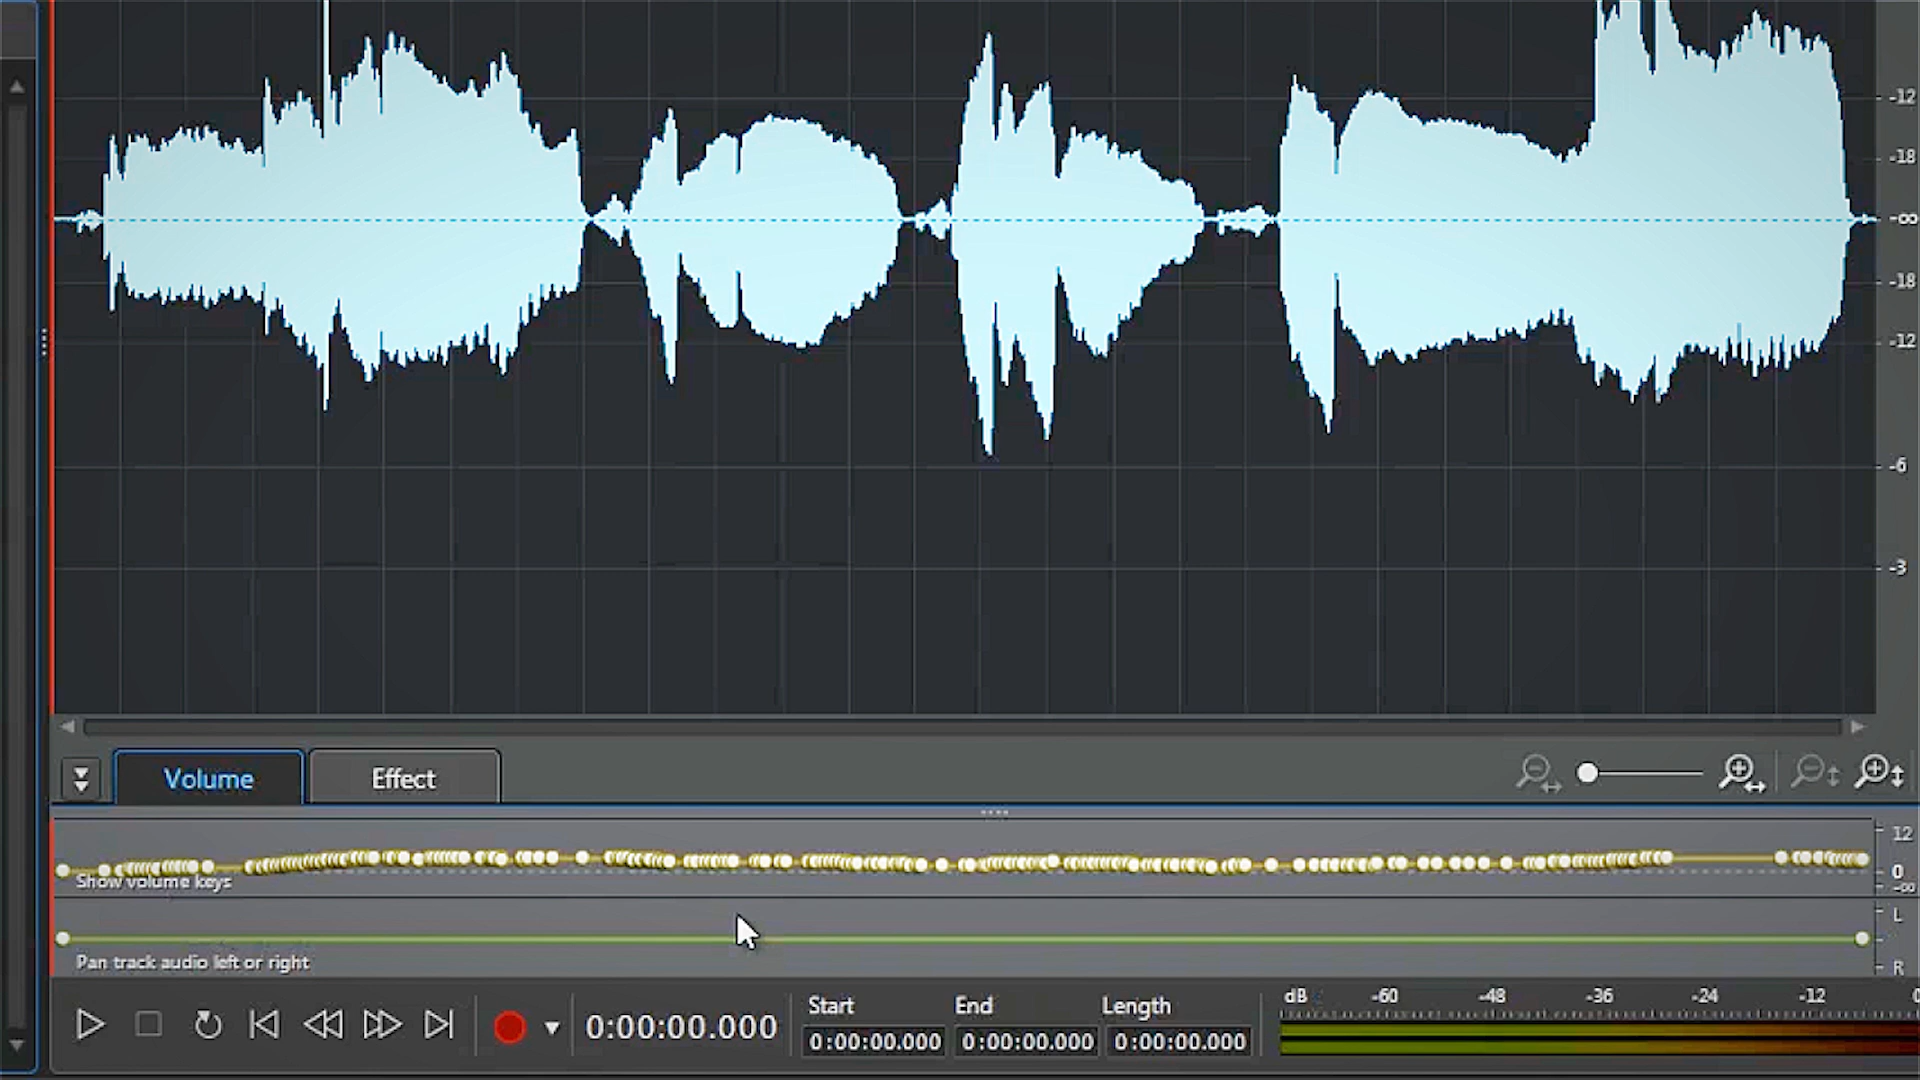 -12
-18
-∞
-18
-12
-6
-3
Volume
Effect
12
0
-∞
Show volume keys
L
Pan track audio left or right
R
0:00:00.000
Start
End
Length
0:00:00.000
0:00:00.000
0:00:00.000
dB -60 -48 -36 -24 -12 0